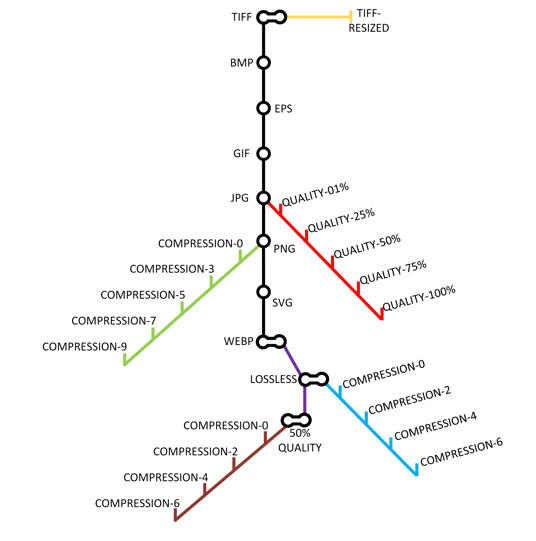 TIFF
TIFF-
RESIZED
BMP
EPS
GIF
JPG
QUALITY-01%
QUALITY-25%
QUALITY-50%
QUALITY-75%
QUALITY-100%
PNG
COMPRESSION-0
COMPRESSION-3
COMPRESSION-5
COMPRESSION-7
COMPRESSION-9
SVG
WEBP
LOSSLESS
COMPRESSION-0
COMPRESSION-2
COMPRESSION-4
COMPRESSION-6
50%
QUALITY
COMPRESSION-0
COMPRESSION-2
COMPRESSION-4
COMPRESSION-6